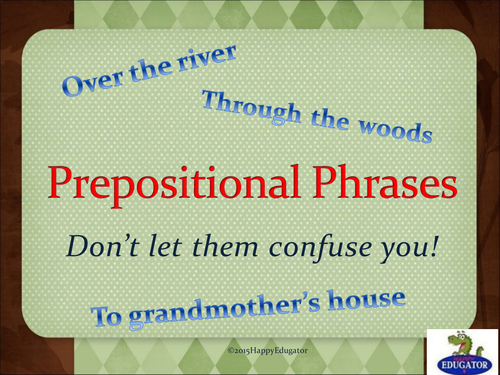 Over the river
Through the woods
Prepositional Phrases
Don't let them confuse you!
To grandmother's house
©2015HappyEdugator
EDUGATOR